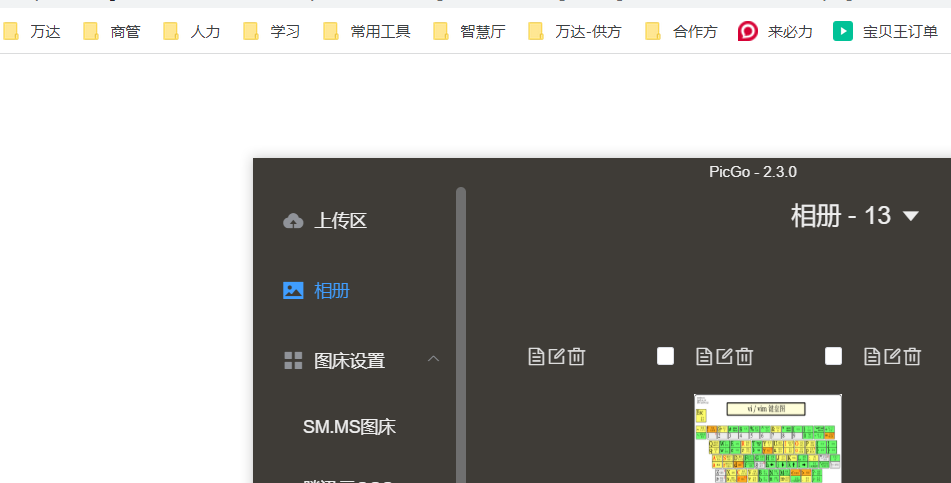 万达 商管 人力 学习 常用工具 智慧厅 万达-供方 合作方 来必力 宝贝王订单
PicGo - 2.3.0
上传区
相册 - 13
相册
图床设置
SM.MS图床
vi / vim 键盘图